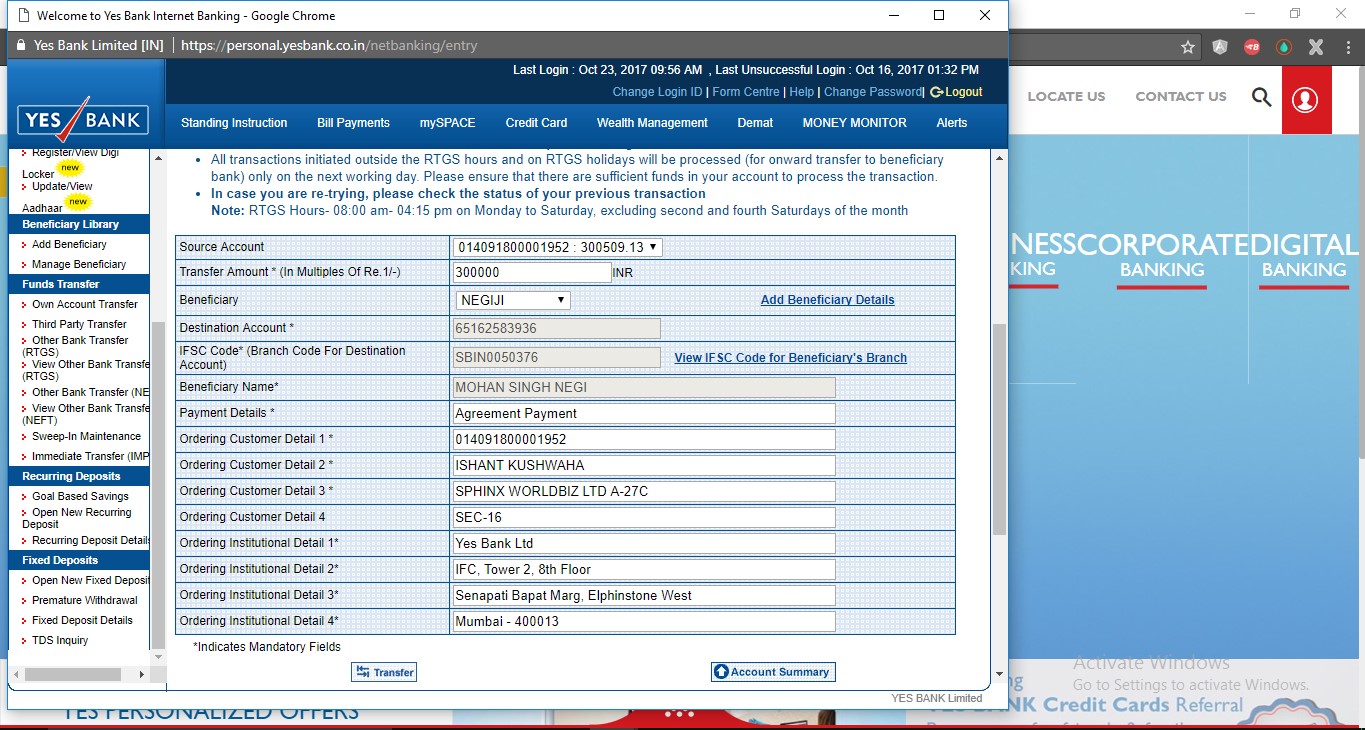 Welcome to Yes Bank Internet Banking - Google Chrome
Yes Bank Limited [IN] | https://personal.yesbank.co.in/netbanking/entry
Last Login : Oct 23, 2017 09:56 AM , Last Unsuccessful Login : Oct 16, 2017 01:32 PM
Change Login ID | Form Centre | Help | Change Password| Logout
YES BANK
Standing Instruction Bill Payments mySPACE Credit Card Wealth Management Demat MONEY MONITOR Alerts
LOCATE US CONTACT US
Register/View Digi
Locker new
Update/View
Aadhaar new
Beneficiary Library
Add Beneficiary
Manage Beneficiary
Funds Transfer
Own Account Transfer
Third Party Transfer
Other Bank Transfer
(RTGS)
View Other Bank Transfe
(RTGS)
Other Bank Transfer (NE
View Other Bank Transfe
(NEFT)
Sweep-In Maintenance
Immediate Transfer (IMP
Recurring Deposits
Goal Based Savings
Open New Recurring
Deposit
Recurring Deposit Details
Fixed Deposits
Open New Fixed Deposit
Premature Withdrawal
Fixed Deposit Details
TDS Inquiry
• All transactions initiated outside the RTGS hours and on RTGS holidays will be processed (for onward transfer to beneficiary
bank) only on the next working day. Please ensure that there are sufficient funds in your account to process the transaction.
• In case you are re-trying, please check the status of your previous transaction
Note: RTGS Hours- 08:00 am- 04:15 pm on Monday to Saturday, excluding second and fourth Saturdays of the month
Source Account 014091800001952 : 300509.13
Transfer Amount * (In Multiples Of Re.1/-) 300000 INR
Beneficiary NEGIJI Add Beneficiary Details
Destination Account * 65162583936
IFSC Code* (Branch Code For Destination
Account) SBIN0050376 View IFSC Code for Beneficiary's Branch
Beneficiary Name* MOHAN SINGH NEGI
Payment Details * Agreement Payment
Ordering Customer Detail 1 * 014091800001952
Ordering Customer Detail 2 * ISHANT KUSHWAHA
Ordering Customer Detail 3 * SPHINX WORLDBIZ LTD A-27C
Ordering Customer Detail 4 SEC-16
Ordering Institutional Detail 1* Yes Bank Ltd
Ordering Institutional Detail 2* IFC, Tower 2, 8th Floor
Ordering Institutional Detail 3* Senapati Bapat Marg, Elphinstone West
Ordering Institutional Detail 4* Mumbai - 400013
*Indicates Mandatory Fields
Transfer Account Summary
YES BANK Limited
NESS CORPORATE DIGITAL
KING BANKING BANKING
Activate Windows
Go to Settings to activate Windows.
NK Credit Cards Referral
YES PERSONALIZED OFFERS